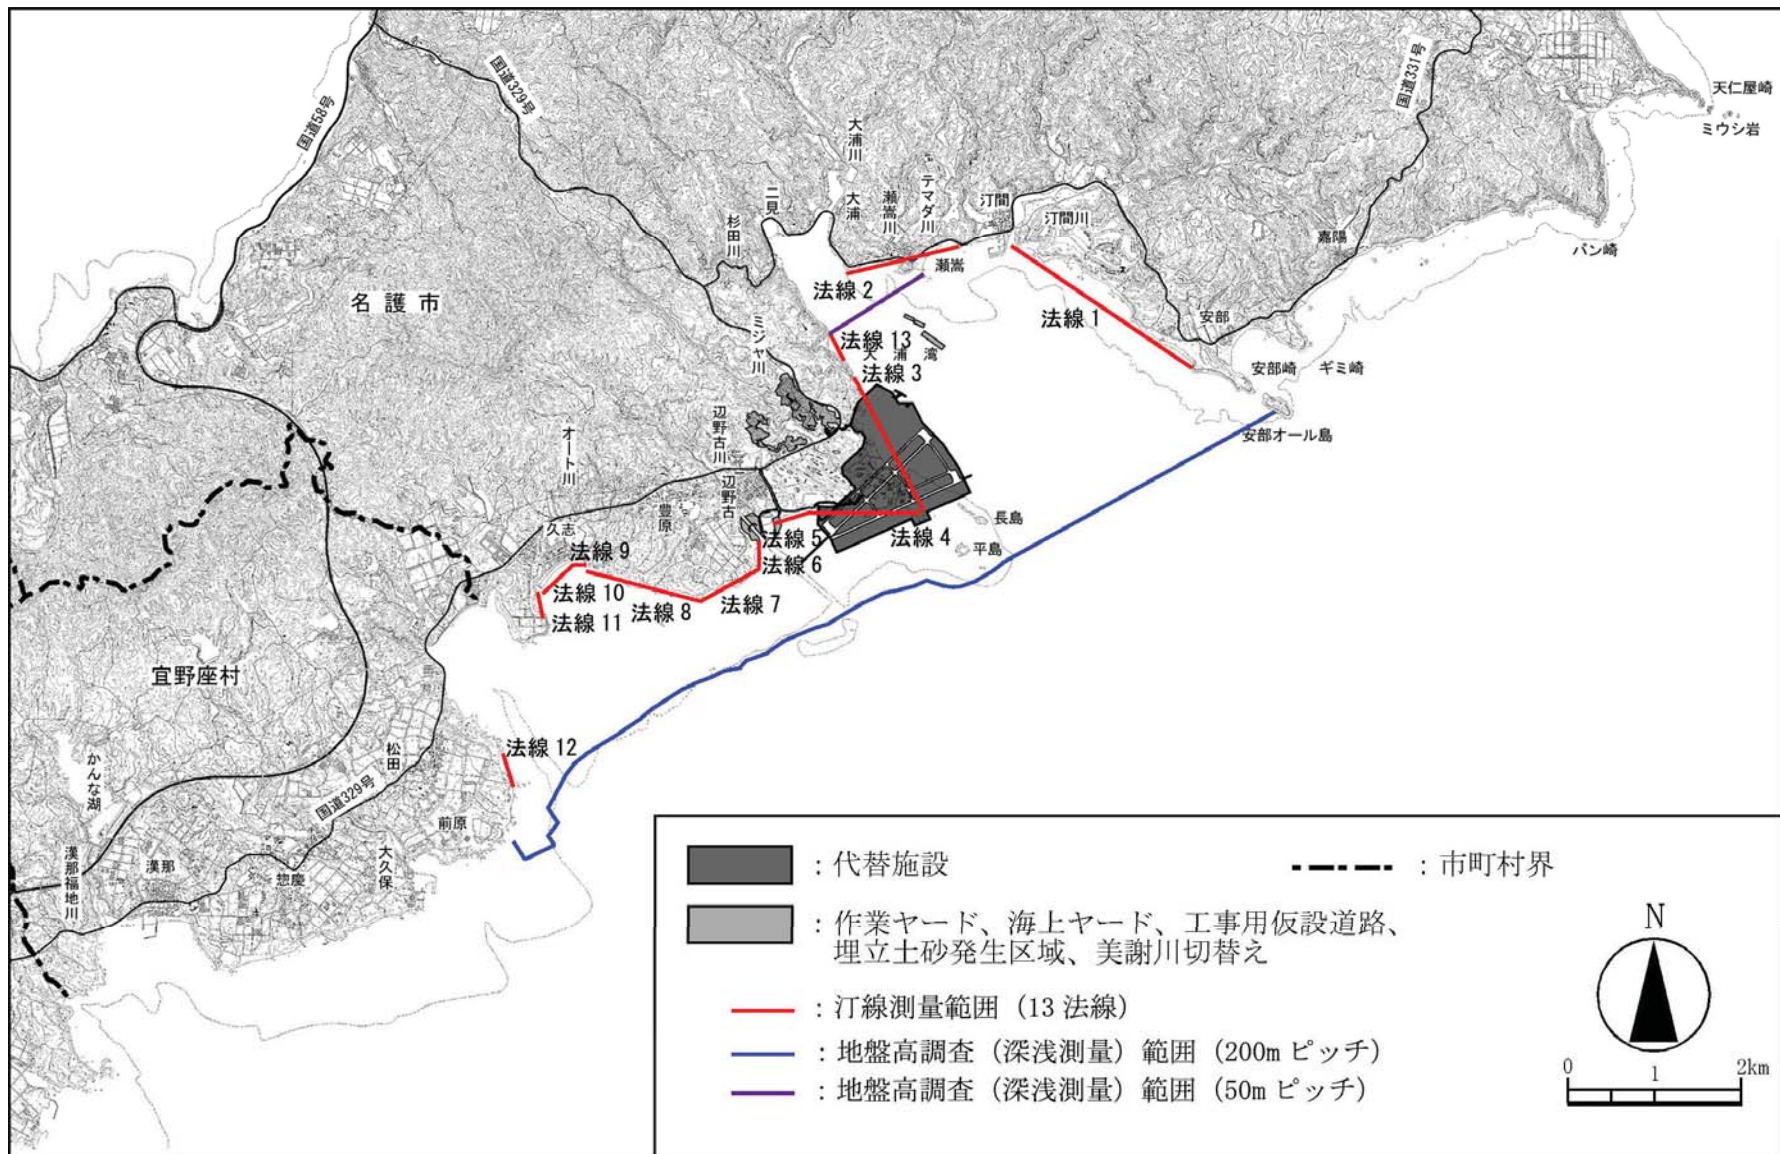 国道58号
国道329号
国道331号
天仁屋崎
ミウシ岩
バン崎
嘉陽
大浦川
テマダ川
瀬嵩川
大浦
二見
杉田川
汀間
汀間川
瀬嵩
法線 2
法線 1
安部
安部崎
ギミ崎
安部オール島
名 護 市
ミジャ川
法線 13
大 浦 湾
法線 3
辺野古川
オート川
辺野古
豊原
久志
長島
平島
法線 4
法線 5
法線 6
法線 9
法線 10
法線 8
法線 7
法線 11
宜野座村
法線 12
かんな湖
松田
国道329号
前原
大久保
惣慶
漢那
漢那福地川
：代替施設
：市町村界
：作業ヤード、海上ヤード、工事用仮設道路、
埋立土砂発生区域、美謝川切替え
：汀線測量範囲（13 法線）
：地盤高調査（深浅測量）範囲（200m ピッチ）
：地盤高調査（深浅測量）範囲（50m ピッチ）
N
0 1 2km